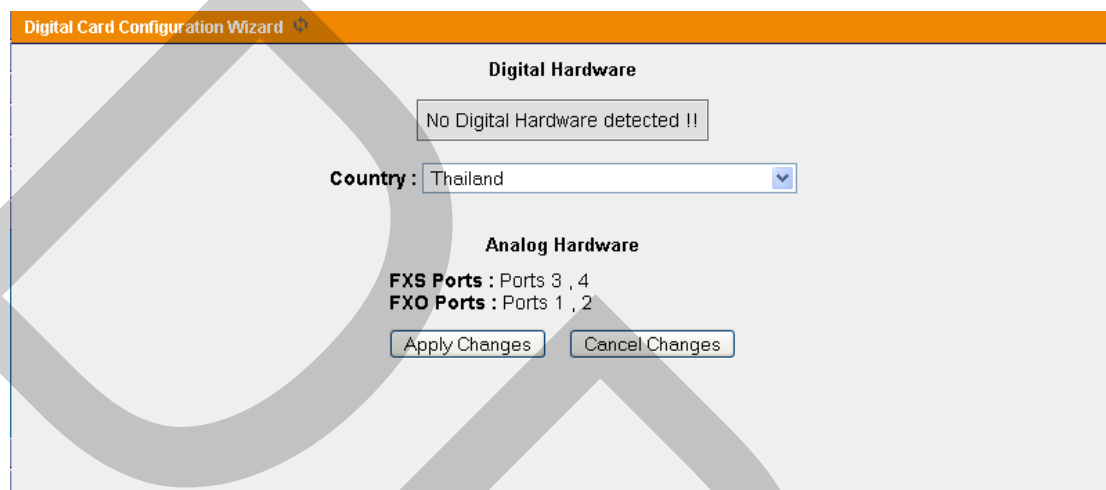 Digital Card Configuration Wizard
Digital Hardware
No Digital Hardware detected !!
Country : Thailand
Analog Hardware
FXS Ports : Ports 3 , 4
FXO Ports : Ports 1 , 2
Apply Changes Cancel Changes